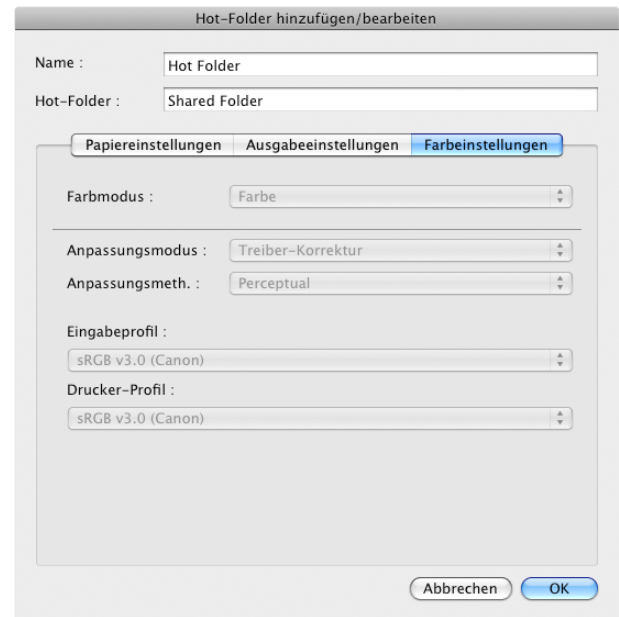 Hot-Folder hinzufügen/bearbeiten
Name : Hot Folder
Hot-Folder : Shared Folder
Papiereinstellungen Ausgabeeinstellungen Farbeinstellungen
Farbmodus : Farbe
Anpassungsmodus : Treiber-Korrektur
Anpassungsmeth. : Perceptual
Eingabeprofil :
sRGB v3.0 (Canon)
Drucker-Profil :
sRGB v3.0 (Canon)
Abbrechen OK